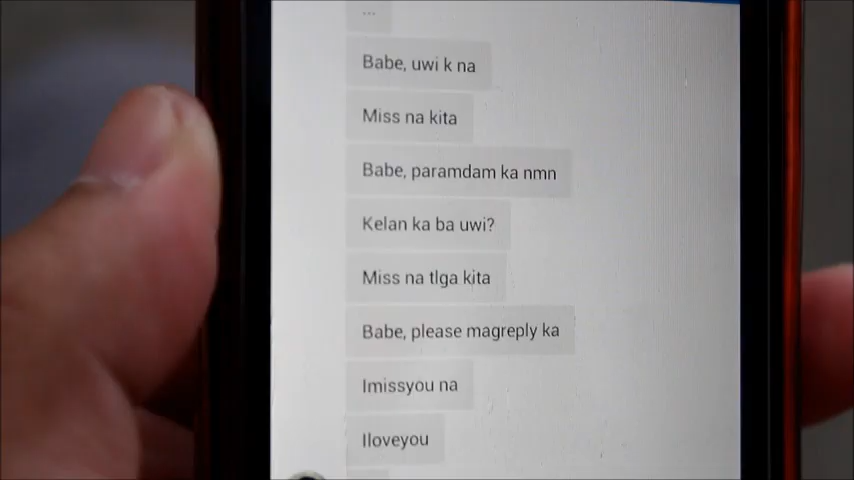 ...
Babe, uwi k na
Miss na kita
Babe, paramdam ka nmn
Kelan ka ba uwi?
Miss na tlga kita
Babe, please magreply ka
Imissyou na
Iloveyou